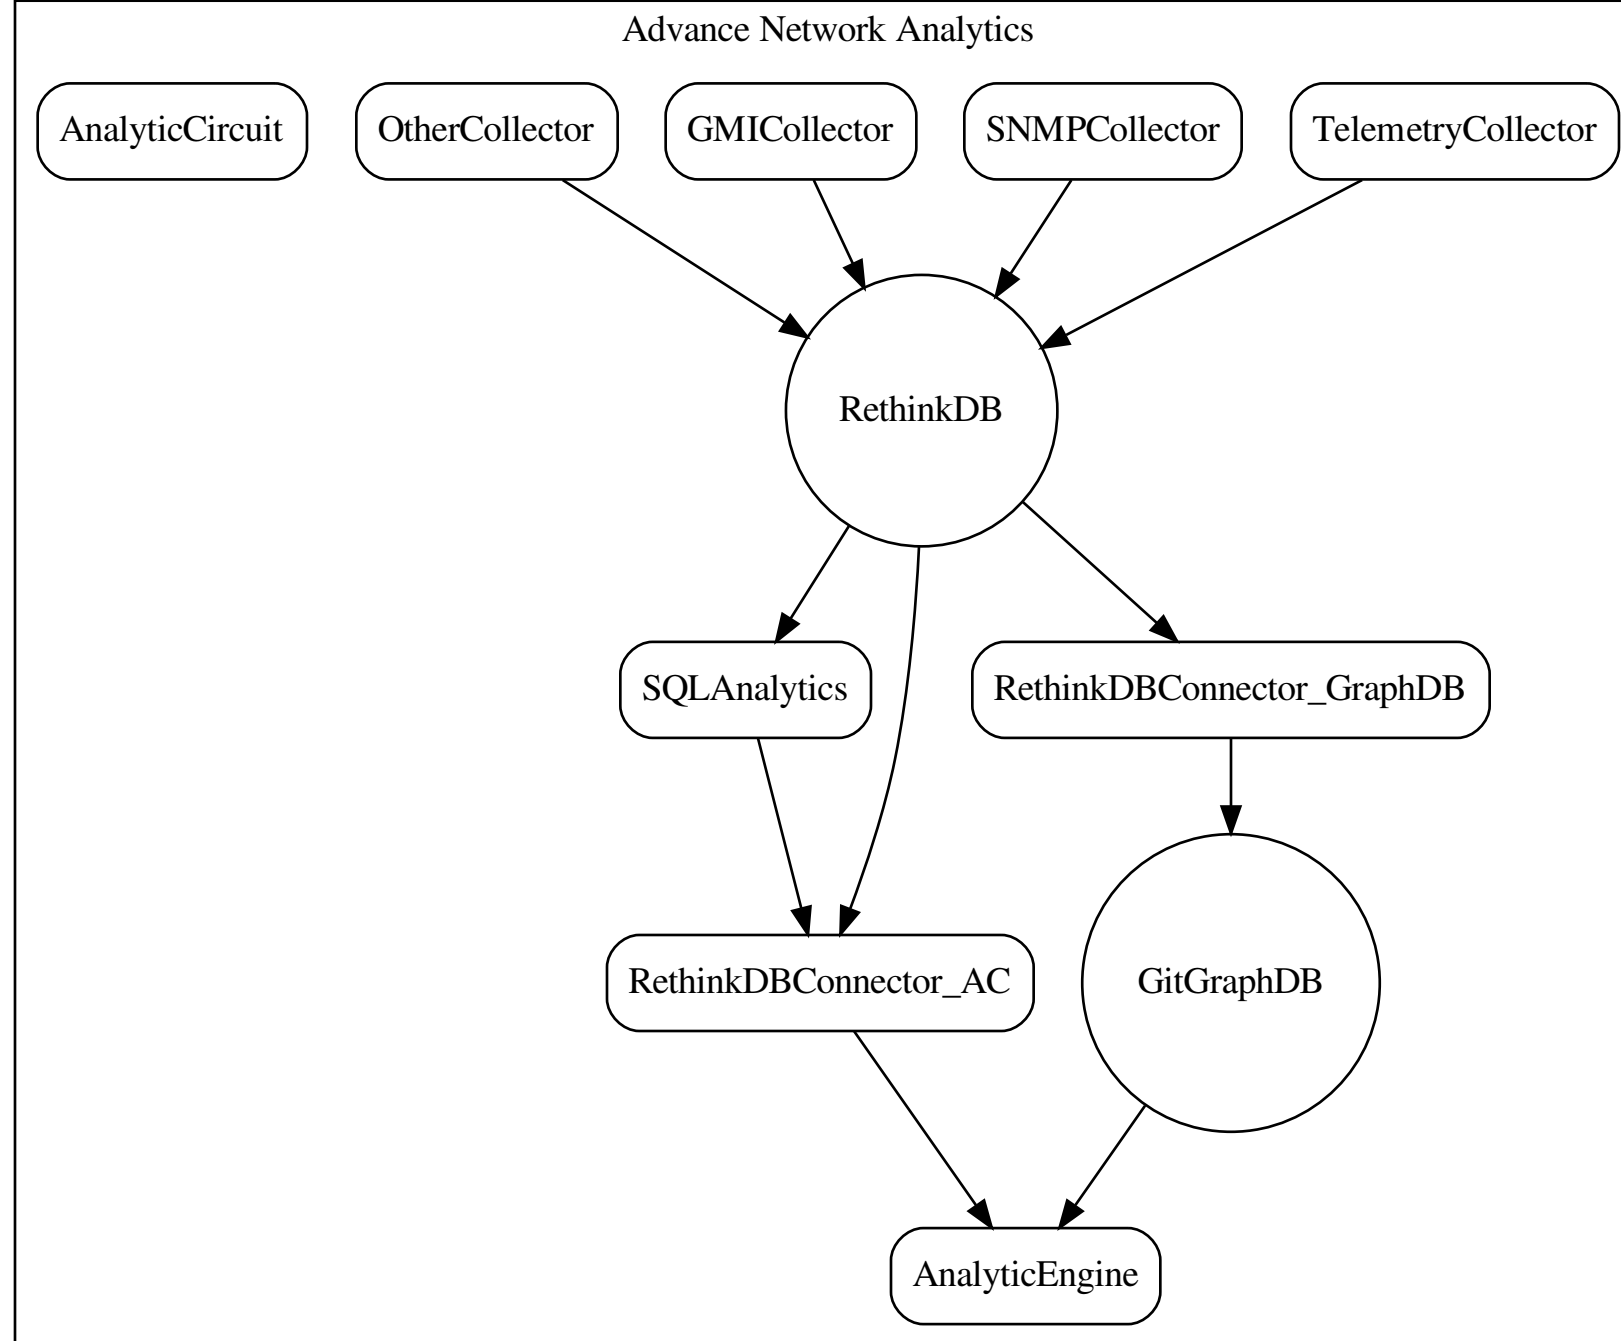 Advance Network Analytics
AnalyticCircuit
OtherCollector
GMICollector
SNMPCollector
TelemetryCollector
RethinkDB
SQLAnalytics
RethinkDBConnector_GraphDB
RethinkDBConnector_AC
GitGraphDB
AnalyticEngine